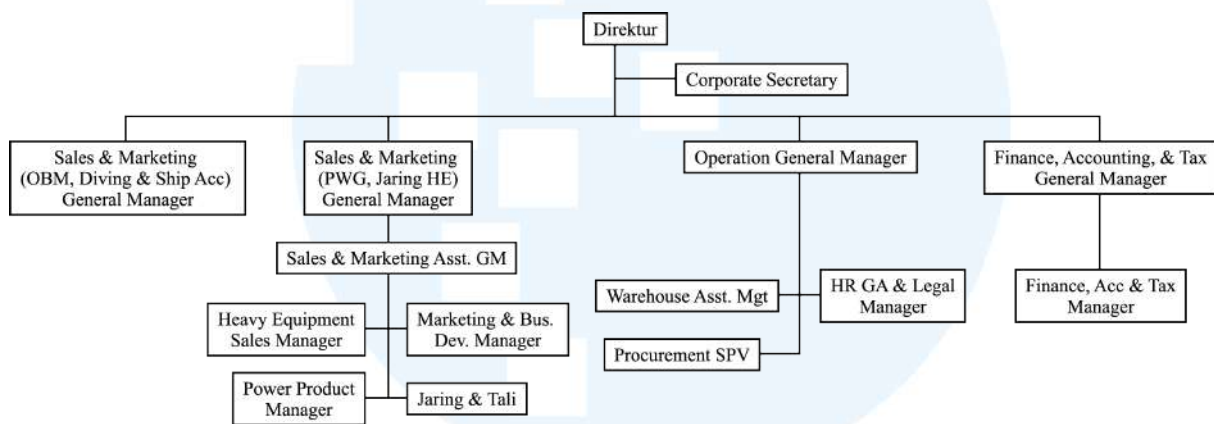 Direktur
Corporate Secretary
Sales & Marketing
(OBM, Diving & Ship Acc)
General Manager
Sales & Marketing
(PWG, Jaring HE)
General Manager
Operation General Manager
Finance, Accounting, & Tax
General Manager
Sales & Marketing Asst. GM
Heavy Equipment
Sales Manager
Marketing & Bus.
Dev. Manager
Power Product
Manager
Jaring & Tali
Warehouse Asst. Mgt
HR GA & Legal
Manager
Procurement SPV
Finance, Acc & Tax
Manager